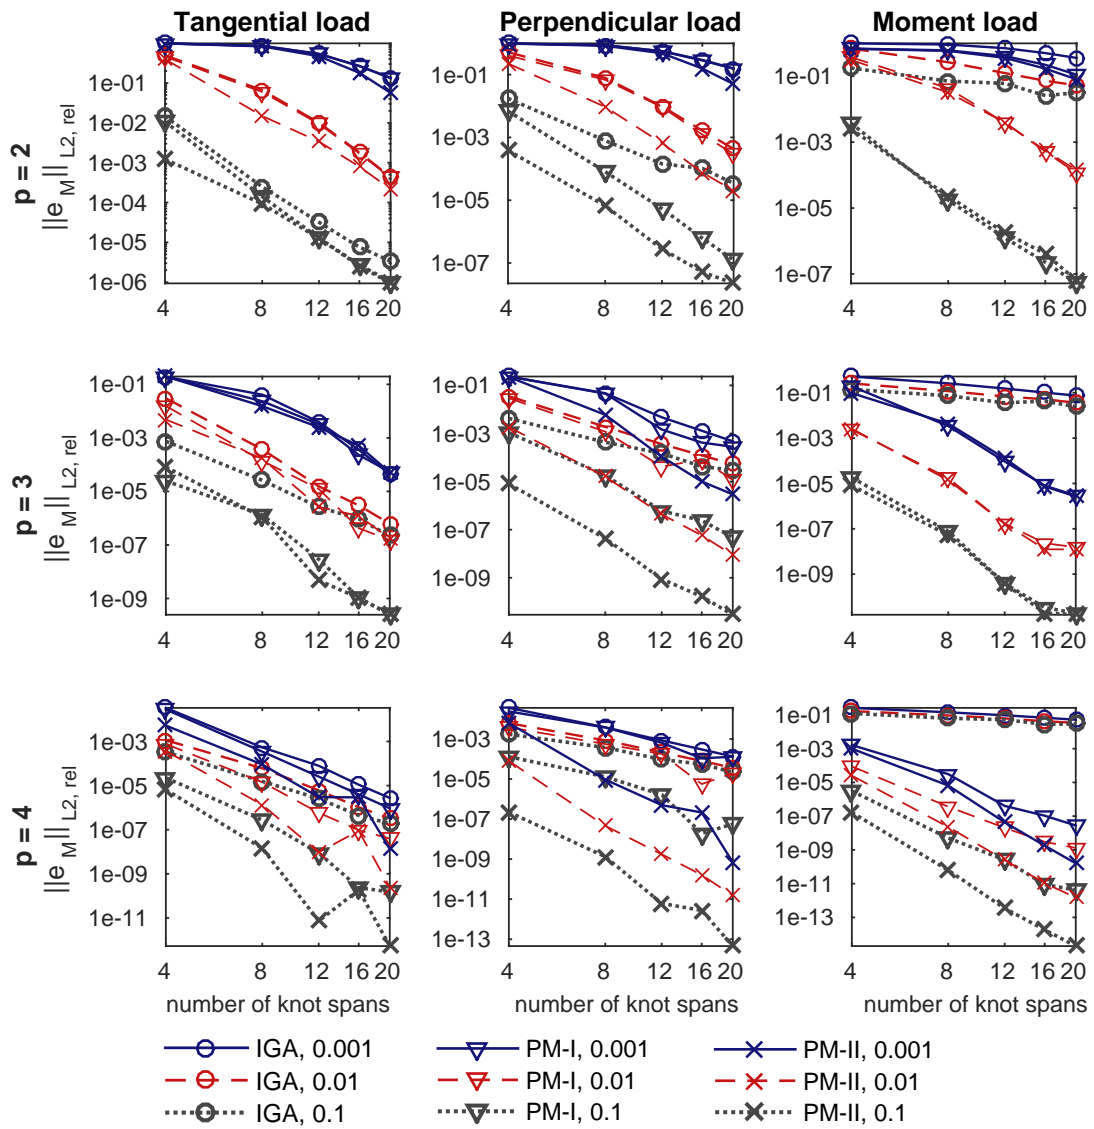 Tangential load Perpendicular load Moment load
p = 2
||e_M||_L2, rel
1e-01
1e-02
1e-03
1e-04
1e-05
1e-06
4 8 12 16 20
1e-01
1e-03
1e-05
1e-07
4 8 12 16 20
1e-01
1e-03
1e-05
1e-07
4 8 12 16 20
p = 3
||e_M||_L2, rel
1e-01
1e-03
1e-05
1e-07
1e-09
4 8 12 16 20
1e-01
1e-03
1e-05
1e-07
1e-09
4 8 12 16 20
1e-01
1e-03
1e-05
1e-07
1e-09
4 8 12 16 20
p = 4
||e_M||_L2, rel
1e-03
1e-05
1e-07
1e-09
1e-11
4 8 12 16 20
number of knot spans
1e-03
1e-05
1e-07
1e-09
1e-11
1e-13
4 8 12 16 20
number of knot spans
1e-01
1e-03
1e-05
1e-07
1e-09
1e-11
1e-13
4 8 12 16 20
number of knot spans
IGA, 0.001 PM-I, 0.001 PM-II, 0.001
IGA, 0.01 PM-I, 0.01 PM-II, 0.01
IGA, 0.1 PM-I, 0.1 PM-II, 0.1